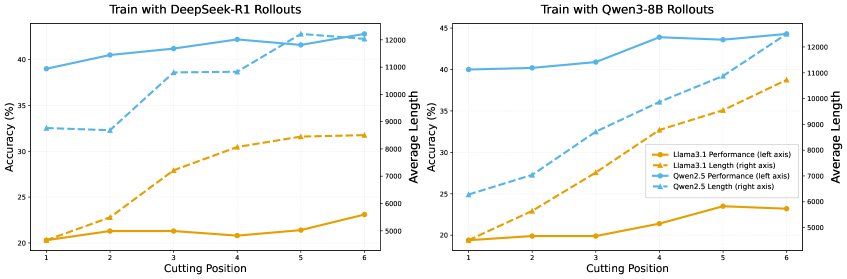 Train with DeepSeek-R1 Rollouts
Accuracy (%)
40
35
30
25
20
12000
11000
10000
9000
8000
7000
6000
5000
Average Length
1 2 3 4 5 6
Cutting Position
Train with Qwen3-8B Rollouts
Accuracy (%)
45
40
35
30
25
20
12000
11000
10000
9000
8000
7000
6000
5000
Average Length
Llama3.1 Performance (left axis)
Llama3.1 Length (right axis)
Qwen2.5 Performance (left axis)
Qwen2.5 Length (right axis)
1 2 3 4 5 6
Cutting Position